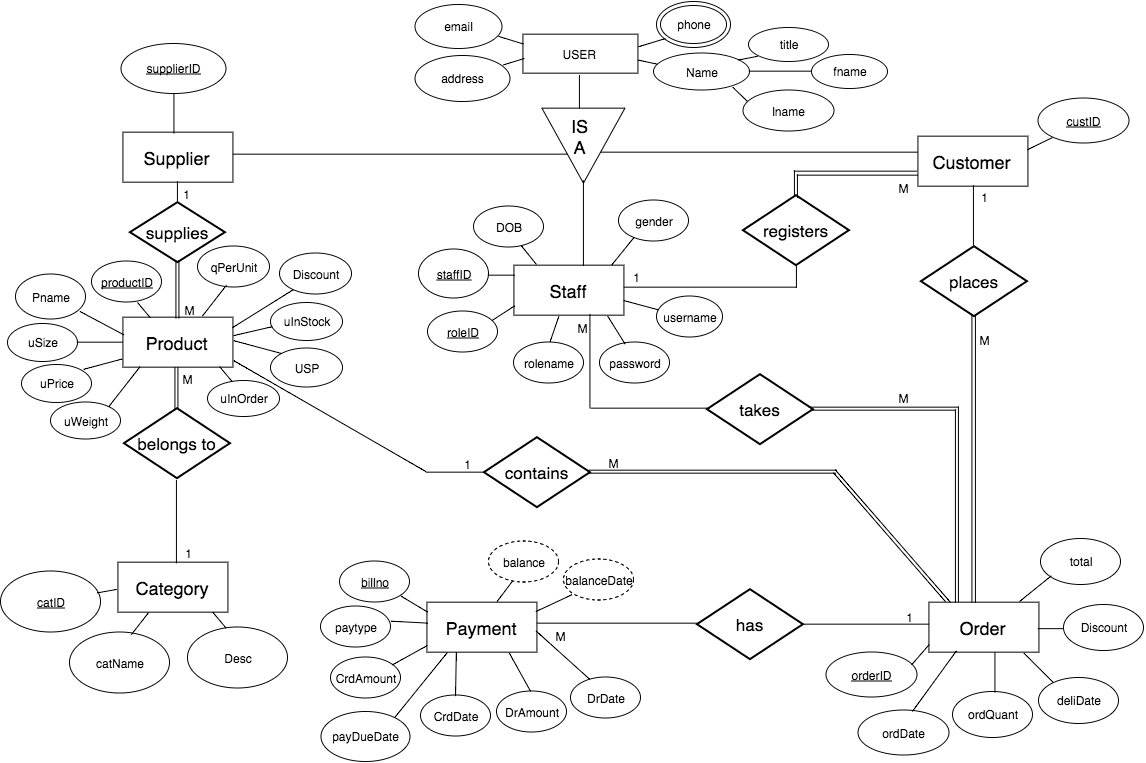 email
phone
title
USER
address
Name
fname
supplierID
lname
IS
A
custID
Supplier
Customer
1
M
1
supplies
DOB
gender
registers
qPerUnit
productID
Discount
staffID
1
places
Pname
Staff
M
uInStock
username
uSize
Product
roleID
M
M
USP
rolename
password
uPrice
M
uInOrder
M
takes
uWeight
belongs to
1
contains
M
1
balance
total
billno
balanceDate
catID
Category
paytype
Payment
M
has
1
Order
Discount
catName
Desc
CrdAmount
orderID
DrDate
deliDate
payDueDate
CrdDate
DrAmount
ordDate
ordQuant